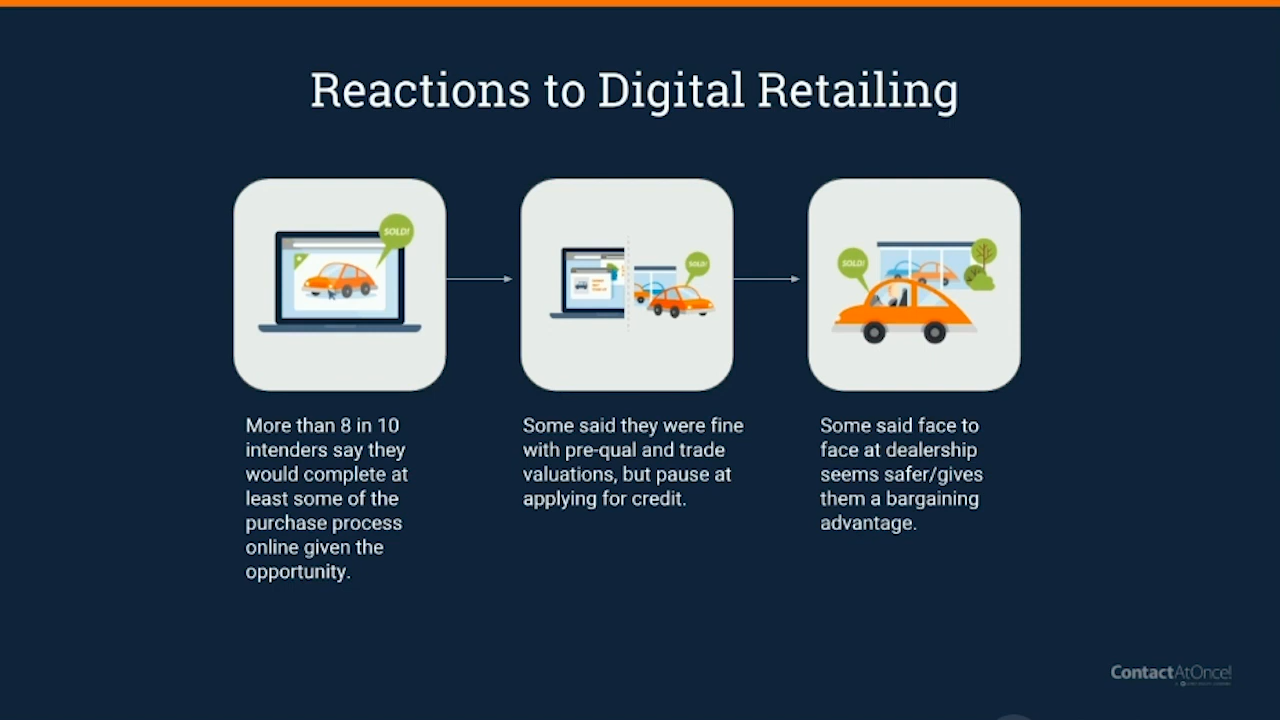 Reactions to Digital Retailing
SOLD!
SOLD!
SOLD!
More than 8 in 10
intenders say they
would complete at
least some of the
purchase process
online given the
opportunity.
Some said they were fine
with pre-qual and trade
valuations, but pause at
applying for credit.
Some said face to
face at dealership
seems safer/gives
them a bargaining
advantage.
ContactAtOnce!